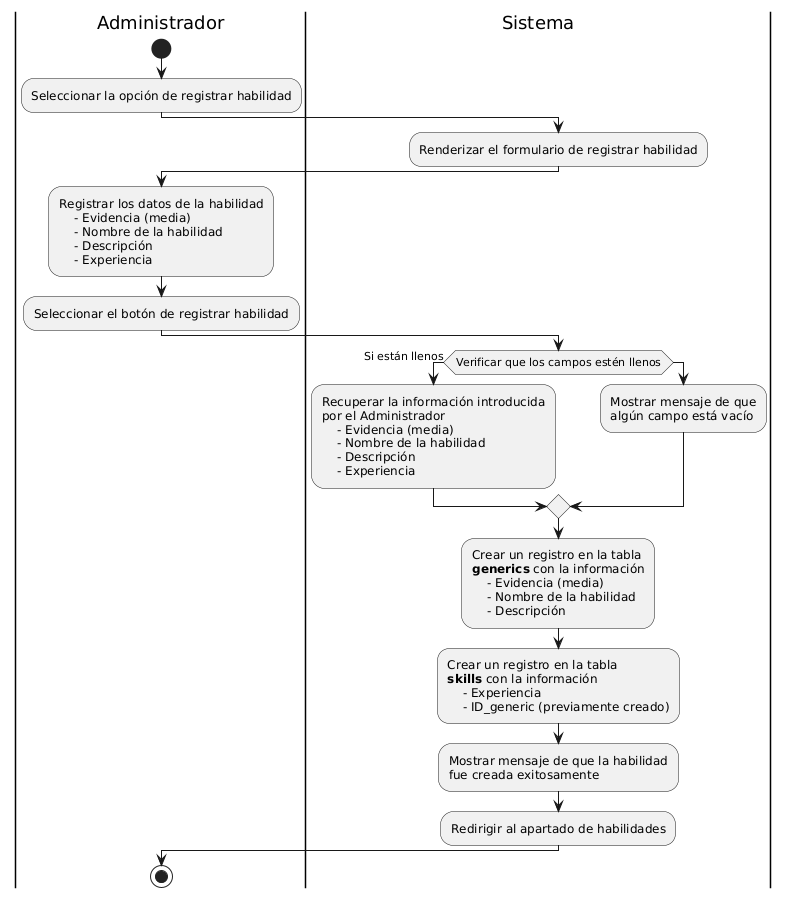 Administrador
Sistema
Seleccionar la opción de registrar habilidad
Renderizar el formulario de registrar habilidad
Registrar los datos de la habilidad
- Evidencia (media)
- Nombre de la habilidad
- Descripción
- Experiencia
Seleccionar el botón de registrar habilidad
Si están llenos
Verificar que los campos estén llenos
Recuperar la información introducida
por el Administrador
- Evidencia (media)
- Nombre de la habilidad
- Descripción
- Experiencia
Mostrar mensaje de que
algún campo está vacío
Crear un registro en la tabla
generics con la información
- Evidencia (media)
- Nombre de la habilidad
- Descripción
Crear un registro en la tabla
skills con la información
- Experiencia
- ID_generic (previamente creado)
Mostrar mensaje de que la habilidad
fue creada exitosamente
Redirigir al apartado de habilidades